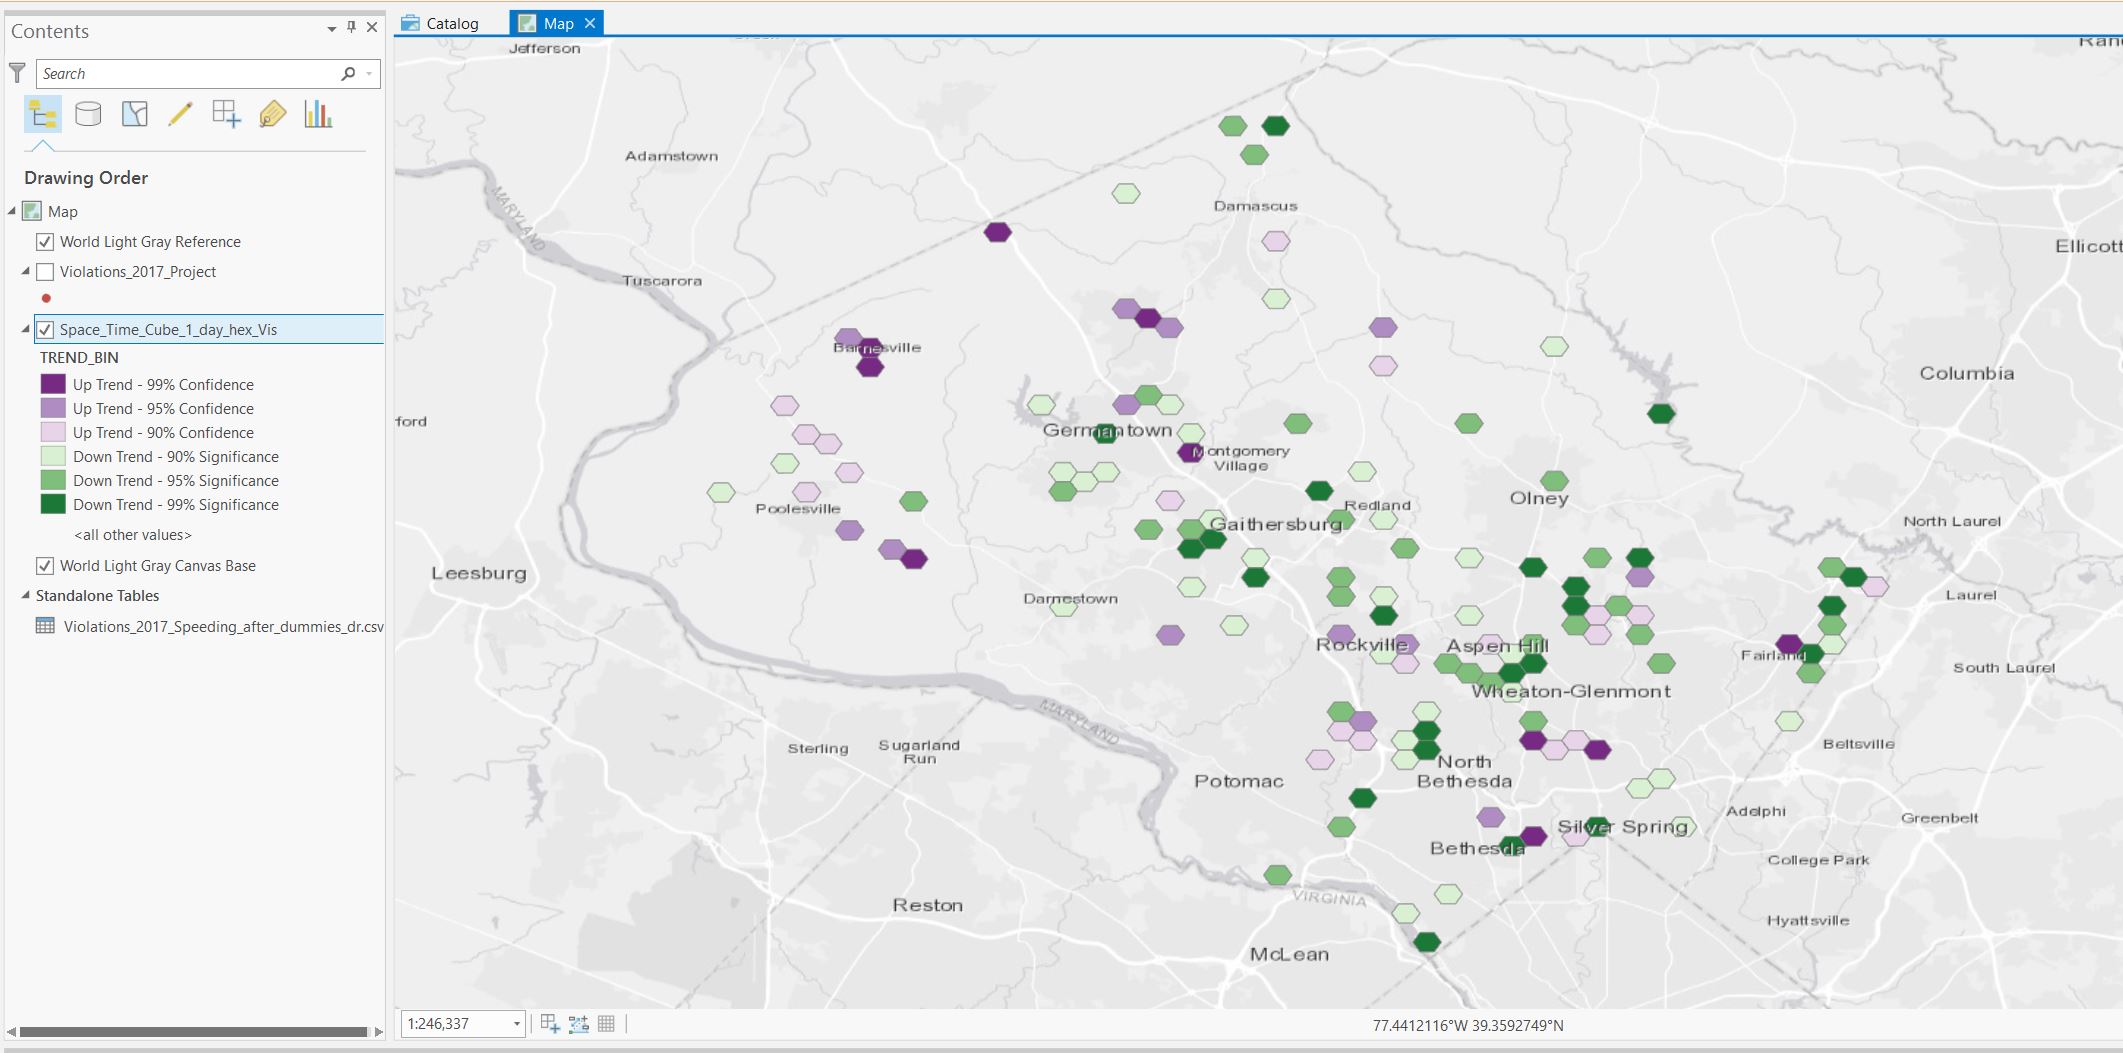 Contents
Search
Drawing Order
Map
World Light Gray Reference
Violations_2017_Project
Space_Time_Cube_1_day_hex_Vis
TREND_BIN
Up Trend - 99% Confidence
Up Trend - 95% Confidence
Up Trend - 90% Confidence
Down Trend - 90% Significance
Down Trend - 95% Significance
Down Trend - 99% Significance
<all other values>
World Light Gray Canvas Base
Standalone Tables
Violations_2017_Speeding_after_dummies_dr.csv
Catalog
Map
Jefferson
Adamstown
MARYLAND
Damascus
Ellicott
Tuscarora
Barnesville
Columbia
ford
Germantown
Montgomery
Village
Olney
Redland
Poolesville
Gaithersburg
North Laurel
Leesburg
Darnestown
Laurel
Rockville
Aspen Hill
Fairland
South Laurel
Wheaton-Glenmont
MARYLAND
Sterling
Sugarland
Run
Beltsville
North
Bethesda
Potomac
Adelphi
Greenbelt
Silver Spring
Bethesda
College Park
VIRGINIA
Reston
Hyattsville
McLean
1:246,337
77.4412116°W 39.3592749°N